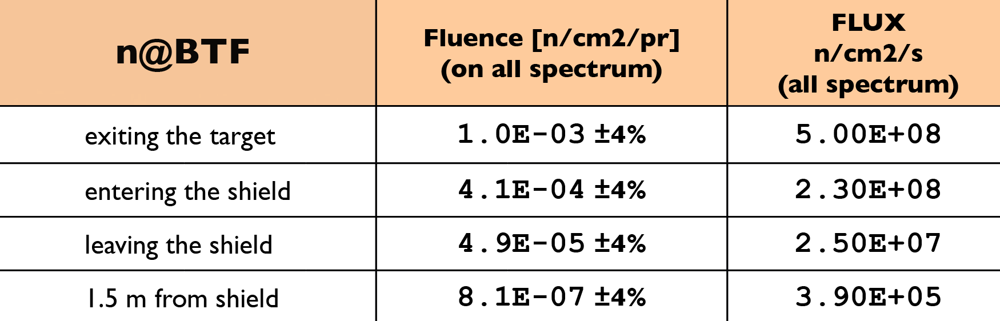 n@BTF
Fluence [n/cm2/pr]
(on all spectrum)
FLUX
n/cm2/s
(all spectrum)
exiting the target
1.0E-03 ±4%
5.00E+08
entering the shield
4.1E-04 ±4%
2.30E+08
leaving the shield
4.9E-05 ±4%
2.50E+07
1.5 m from shield
8.1E-07 ±4%
3.90E+05